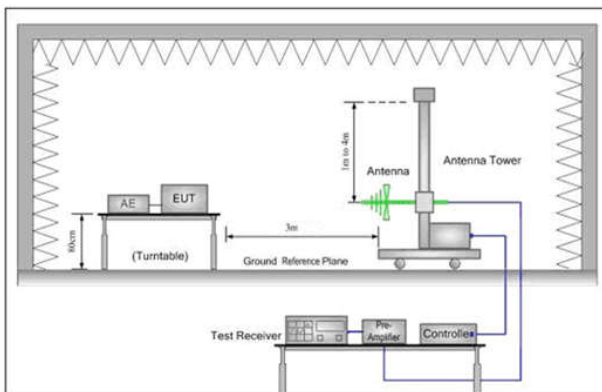 1m to 4m
Antenna
Antenna Tower
AE
EUT
80cm
(Turntable)
3m
Ground Reference Plane
Test Receiver
Pre-
Amplifier
Controller